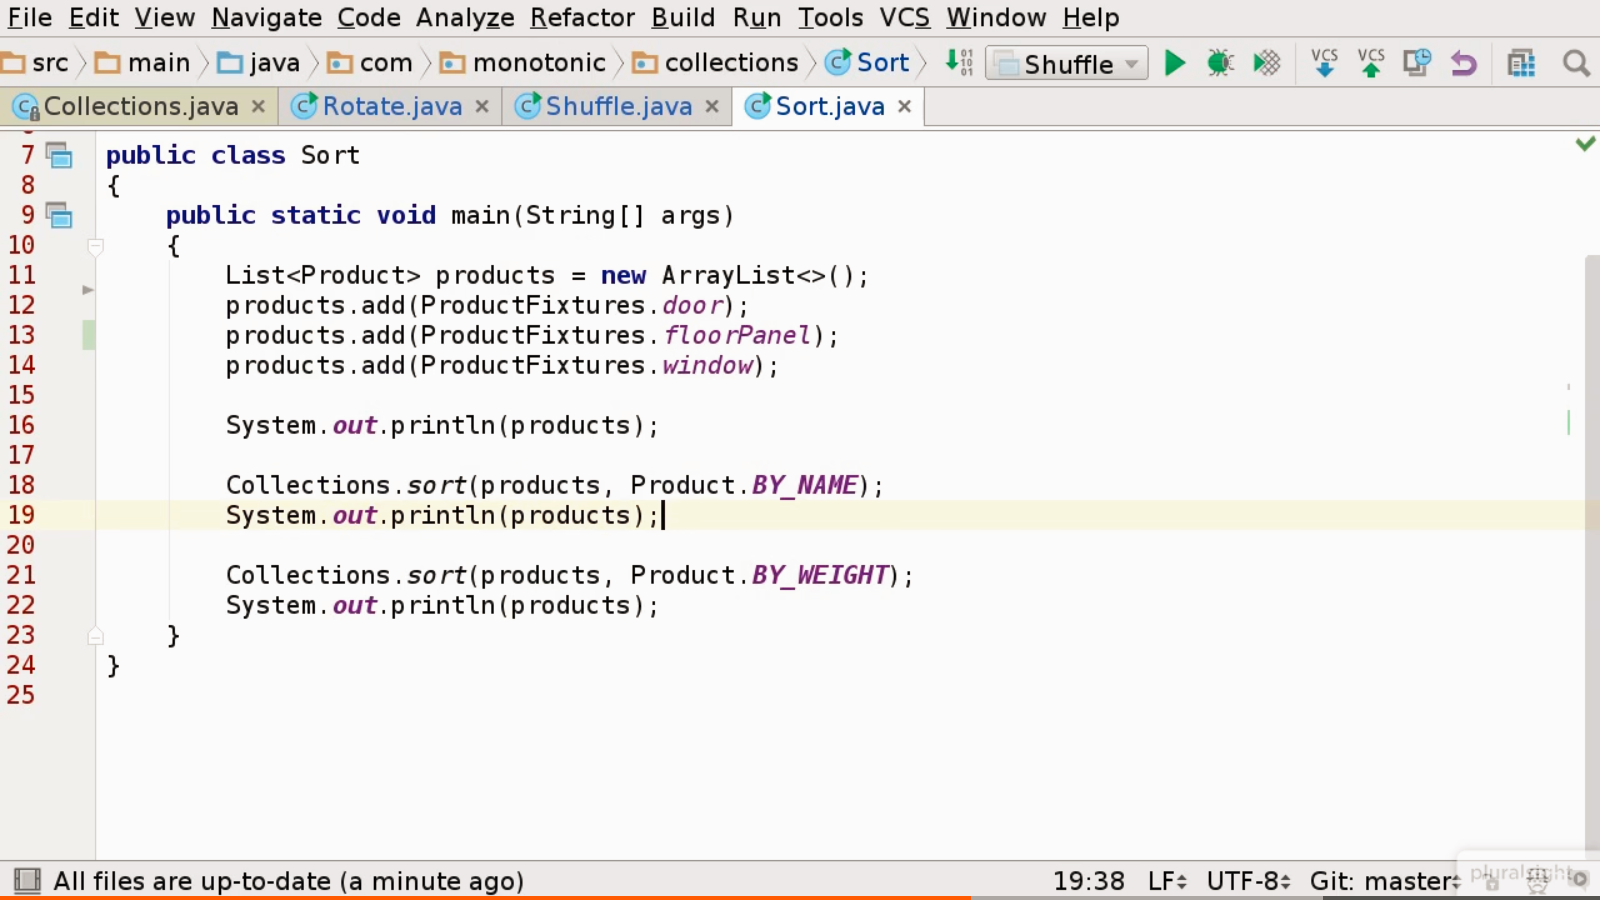 File Edit View Navigate Code Analyze Refactor Build Run Tools VCS Window Help
src main java com monotonic collections Sort Shuffle VCS VCS
Collections.java Rotate.java Shuffle.java Sort.java
7 public class Sort
8 {
9 public static void main(String[] args)
10 {
11 List<Product> products = new ArrayList<>();
12 products.add(ProductFixtures.door);
13 products.add(ProductFixtures.floorPanel);
14 products.add(ProductFixtures.window);
15
16 System.out.println(products);
17
18 Collections.sort(products, Product.BY_NAME);
19 System.out.println(products);
20
21 Collections.sort(products, Product.BY_WEIGHT);
22 System.out.println(products);
23 }
24 }
25
All files are up-to-date (a minute ago) 19:38 LF UTF-8 Git: master pluralsight